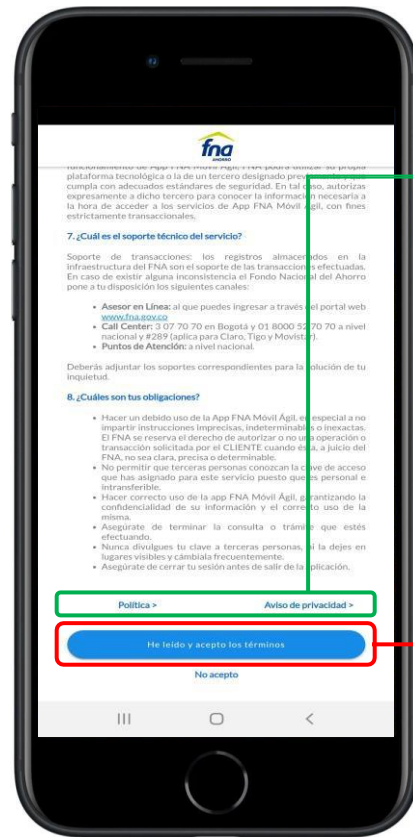 fna
AHORRO
funcionamiento de App FNA Móvil Ágil, FNA podrá utilizar su propia
plataforma tecnológica o la de un tercero designado que
cumpla con adecuados estándares de seguridad. En tal caso, autorizas
expresamente a dicho tercero para conocer la información necesaria a
la hora de acceder a los servicios de App FNA Móvil Ágil, con fines
estrictamente transaccionales.
7. ¿Cuál es el soporte técnico del servicio?
Soporte de transacciones: los registros almacenados en la
infraestructura del FNA son el soporte de las transacciones efectuadas.
En caso de existir alguna inconsistencia el Fondo Nacional del Ahorro
pone a tu disposición los siguientes canales:
• Asesor en Línea: al que puedes ingresar a través del portal web
www.fna.gov.co
• Call Center: 3 07 70 70 en Bogotá y 01 8000 52 70 70 a nivel
nacional y #289 (aplica para Claro, Tigo y Movistar).
• Puntos de Atención: a nivel nacional.
Deberás adjuntar los soportes correspondientes para la solución de tu
inquietud.
8. ¿Cuáles son tus obligaciones?
• Hacer un debido uso de la App FNA Móvil Ágil, en especial a no
impartir instrucciones imprecisas, indeterminables o inexactas.
El FNA se reserva el derecho de autorizar o no una operación o
transacción solicitada por el CLIENTE cuando ésta, a juicio del
FNA, no sea clara, precisa o determinable.
• No permitir que terceras personas conozcan la clave de acceso
que has asignado para este servicio puesto que es personal e
intransferible.
• Hacer correcto uso de la app FNA Móvil Ágil, garantizando la
confidencialidad de su información y el correcto uso de la
misma.
• Asegúrate de terminar la consulta o trámite que estés
efectuando.
• Nunca divulgues tu clave a terceras personas, ni la dejes en
lugares visibles y cámbiala frecuentemente.
• Asegúrate de cerrar tu sesión antes de salir de la aplicación.
Política > Aviso de privacidad >
He leído y acepto los términos
No acepto